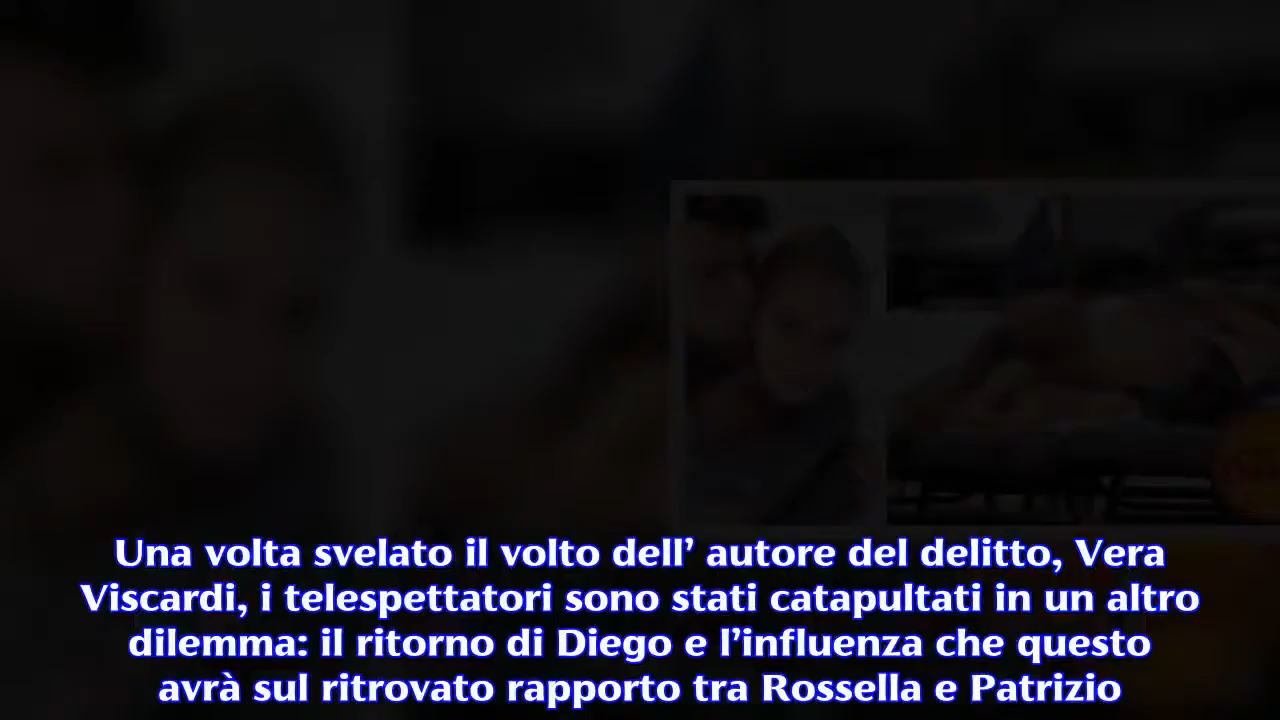 Una volta svelato il volto dell’ autore del delitto, Vera
Viscardi, i telespettatori sono stati catapultati in un altro
dilemma: il ritorno di Diego e l’influenza che questo
avrà sul ritrovato rapporto tra Rossella e Patrizio